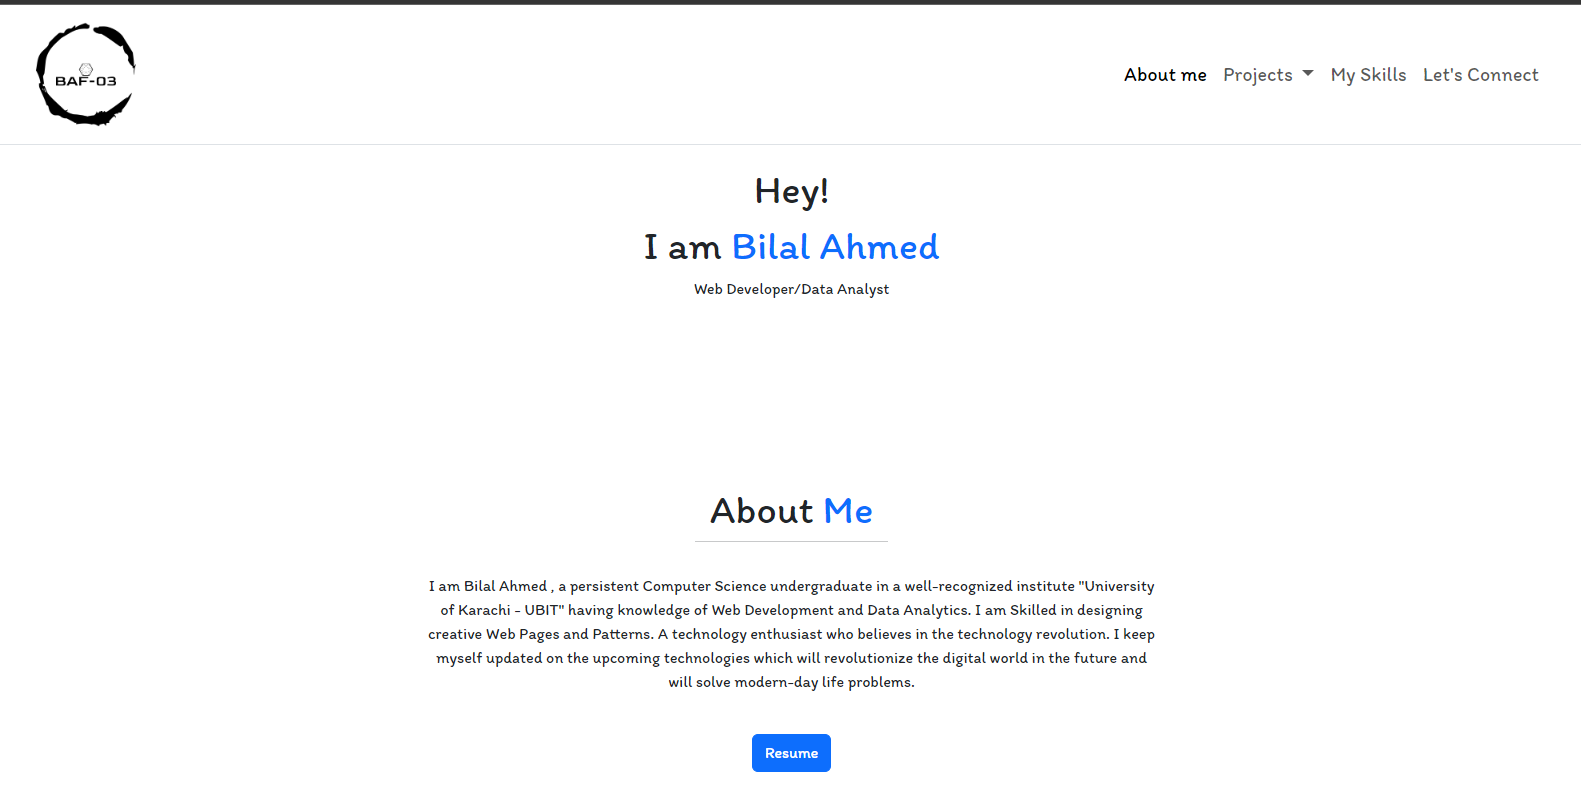 BAF-03
About me Projects My Skills Let's Connect
Hey!
I am Bilal Ahmed
Web Developer/Data Analyst
About Me
I am Bilal Ahmed , a persistent Computer Science undergraduate in a well-recognized institute "University
of Karachi - UBIT" having knowledge of Web Development and Data Analytics. I am Skilled in designing
creative Web Pages and Patterns. A technology enthusiast who believes in the technology revolution. I keep
myself updated on the upcoming technologies which will revolutionize the digital world in the future and
will solve modern-day life problems.
Resume